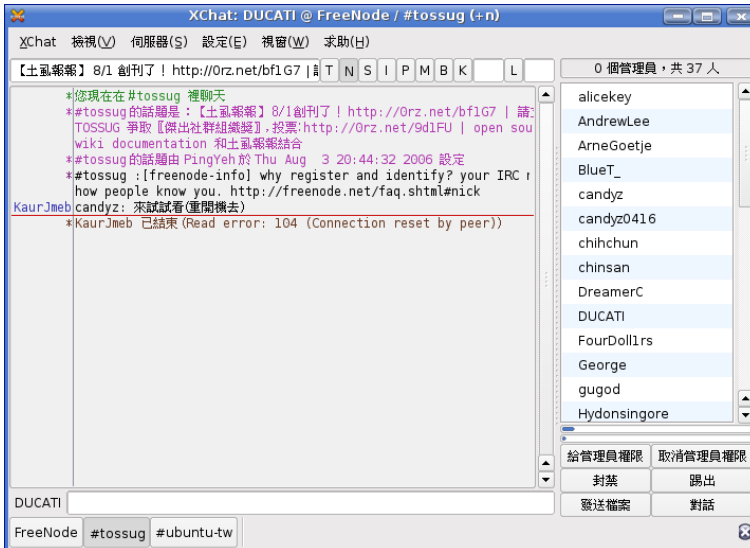 XChat: DUCATI @ FreeNode / #tossug (+n)
XChat 檢視(V) 伺服器(S) 設定(E) 視窗(W) 求助(H)
【土虱報報】 8/1 創刊了！ http://0rz.net/bf1G7 | T N S I P M B K L
0 個管理員，共 37 人
*您現在在 #tossug 裡聊天
*#tossug 的話題是：【土虱報報】8/1創刊了！http://0rz.net/bf1G7 | 請
TOSSUG 爭取〖傑出社群組織獎〗，投票:http://0rz.net/9d1FU | open sou
wiki documentation 和土虱報報結合
*#tossug 的話題由 PingYeh 於 Thu Aug 3 20:44:32 2006 設定
*#tossug :[freenode-info] why register and identify? your IRC
how people know you. http://freenode.net/faq.shtml#nick
KaurJmeb candyz: 來試試看(重開機去)
*KaurJmeb 已結束 (Read error: 104 (Connection reset by peer))
alicekey
AndrewLee
ArneGoetje
BlueT_
candyz
candyz0416
chihchun
chinsan
DreamerC
DUCATI
FourDollars
George
gugod
Hydonsingore
給管理員權限 取消管理員權限
封禁 踢出
發送檔案 對話
DUCATI
FreeNode #tossug #ubuntu-tw